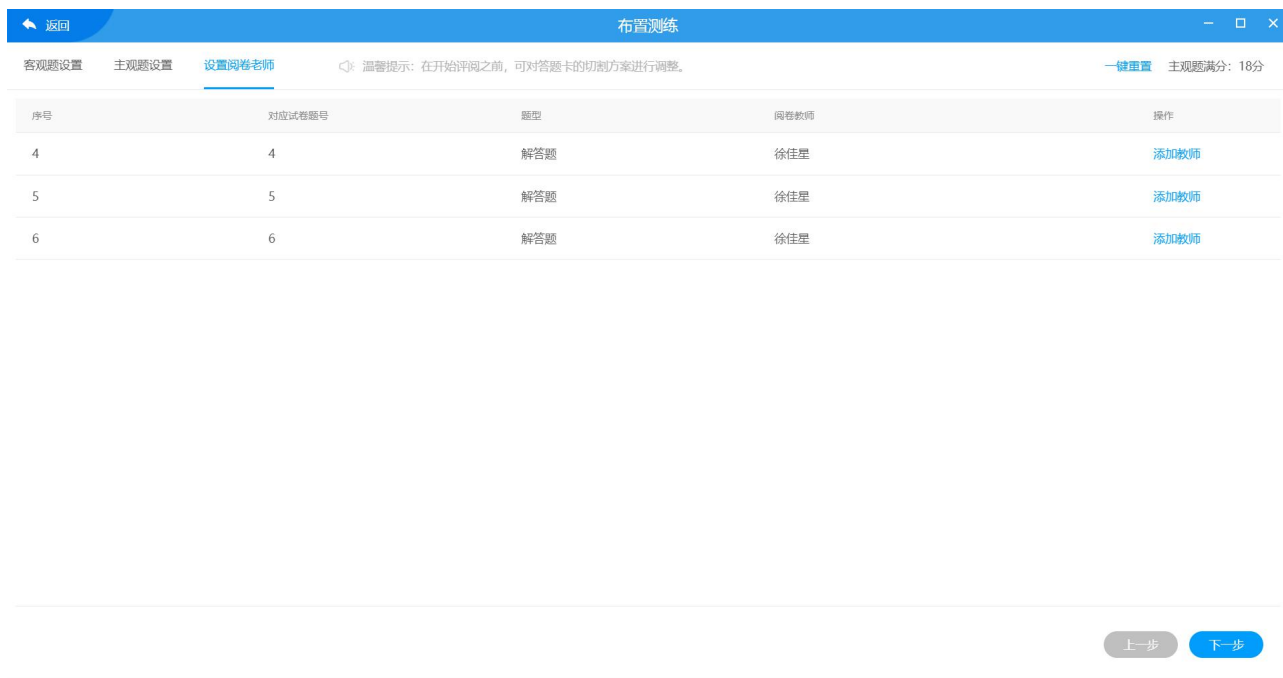 返回 布置测练
客观题设置 主观题设置 设置阅卷老师 温馨提示：在开始评阅之前，可对答题卡的切割方案进行调整。 一键重置 主观题满分：18分
序号 对应试卷题号 题型 阅卷教师 操作
4 4 解答题 徐佳星 添加教师
5 5 解答题 徐佳星 添加教师
6 6 解答题 徐佳星 添加教师
上一步 下一步